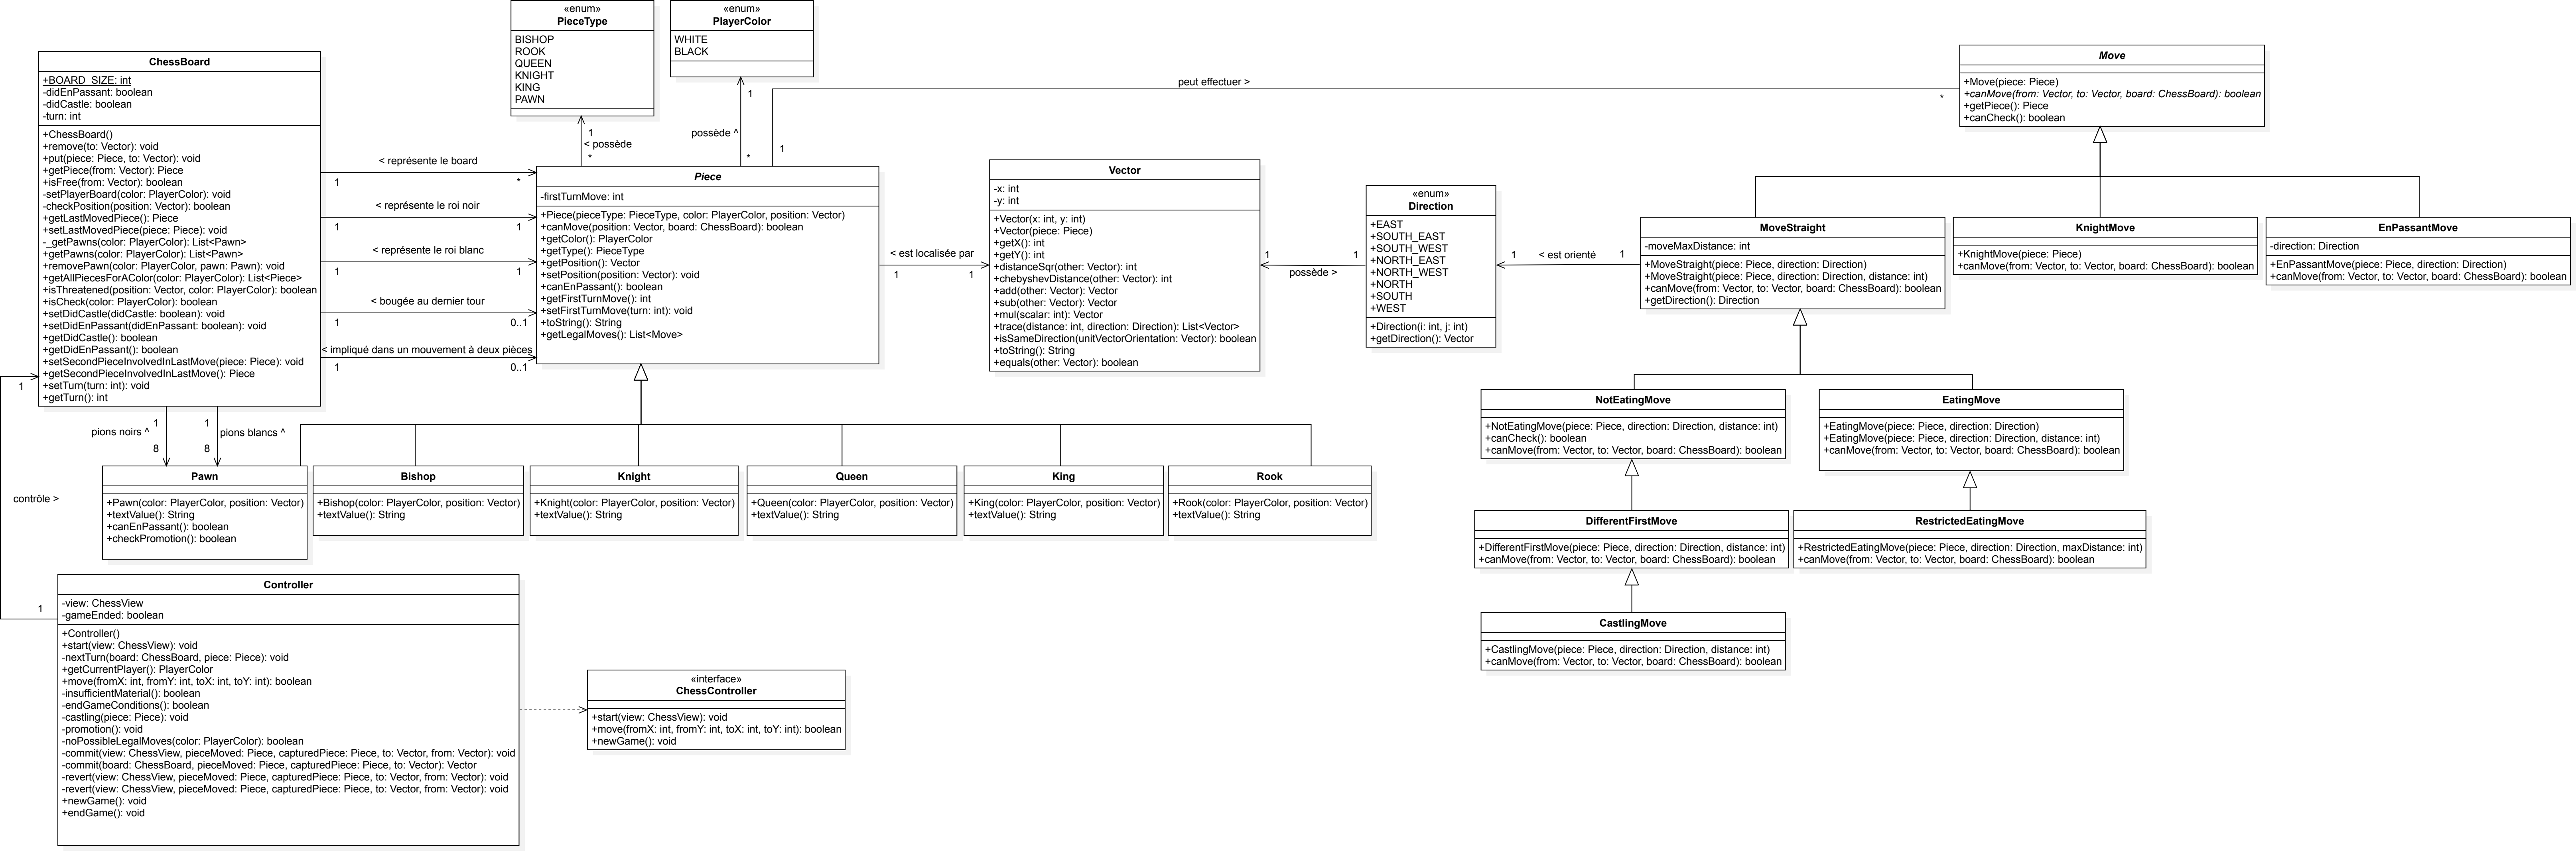 «enum»
PieceType
BISHOP
ROOK
QUEEN
KNIGHT
KING
PAWN
«enum»
PlayerColor
WHITE
BLACK
ChessBoard
+BOARD_SIZE: int
-didEnPassant: boolean
-didCastle: boolean
-turn: int
+ChessBoard()
+remove(to: Vector): void
+put(piece: Piece, to: Vector): void
+getPiece(from: Vector): Piece
+isFree(from: Vector): boolean
-setPlayerBoard(color: PlayerColor): void
-checkPosition(position: Vector): boolean
+getLastMovedPiece(): Piece
+setLastMovedPiece(piece: Piece): void
-_getPawns(color: PlayerColor): List<Pawn>
+getPawns(color: PlayerColor): List<Pawn>
+removePawn(color: PlayerColor, pawn: Pawn): void
+getAllPiecesForAColor(color: PlayerColor): List<Piece>
+isThreatened(position: Vector, color: PlayerColor): boolean
+isCheck(color: PlayerColor): boolean
+setDidCastle(didCastle: boolean): void
+setDidEnPassant(didEnPassant: boolean): void
+getDidCastle(): boolean
+getDidEnPassant(): boolean
+setSecondPieceInvolvedInLastMove(piece: Piece): void
+getSecondPieceInvolvedInLastMove(): Piece
+setTurn(turn: int): void
+getTurn(): int
< représente le board
1
*
< représente le roi noir
1
1
< représente le roi blanc
1
1
< bougée au dernier tour
1
0..1
< impliqué dans un mouvement à deux pièces
1
0..1
1
< possède
*
1
possède ^
*
peut effectuer >
1
*
Piece
-firstTurnMove: int
+Piece(pieceType: PieceType, color: PlayerColor, position: Vector)
+canMove(position: Vector, board: ChessBoard): boolean
+getColor(): PlayerColor
+getType(): PieceType
+getPosition(): Vector
+setPosition(position: Vector): void
+canEnPassant(): boolean
+getFirstTurnMove(): int
+setFirstTurnMove(turn: int): void
+toString(): String
+getLegalMoves(): List<Move>
< est localisée par
1
1
Vector
-x: int
-y: int
+Vector(x: int, y: int)
+Vector(piece: Piece)
+getX(): int
+getY(): int
+distanceSqr(other: Vector): int
+chebyshevDistance(other: Vector): int
+add(other: Vector): Vector
+sub(other: Vector): Vector
+mul(scalar: int): Vector
+trace(distance: int, direction: Direction): List<Vector>
+isSameDirection(unitVectorOrientation: Vector): boolean
+toString(): String
+equals(other: Vector): boolean
1
1
possède >
«enum»
Direction
+EAST
+SOUTH_EAST
+SOUTH_WEST
+NORTH_EAST
+NORTH_WEST
+NORTH
+SOUTH
+WEST
+Direction(i: int, j: int)
+getDirection(): Vector
1
< est orienté
1
Move
+Move(piece: Piece)
+canMove(from: Vector, to: Vector, board: ChessBoard): boolean
+getPiece(): Piece
+canCheck(): boolean
MoveStraight
-moveMaxDistance: int
+MoveStraight(piece: Piece, direction: Direction)
+MoveStraight(piece: Piece, direction: Direction, distance: int)
+canMove(from: Vector, to: Vector, board: ChessBoard): boolean
+getDirection(): Direction
KnightMove
+KnightMove(piece: Piece)
+canMove(from: Vector, to: Vector, board: ChessBoard): boolean
EnPassantMove
-direction: Direction
+EnPassantMove(piece: Piece, direction: Direction)
+canMove(from: Vector, to: Vector, board: ChessBoard): boolean
NotEatingMove
+NotEatingMove(piece: Piece, direction: Direction, distance: int)
+canCheck(): boolean
+canMove(from: Vector, to: Vector, board: ChessBoard): boolean
EatingMove
+EatingMove(piece: Piece, direction: Direction)
+EatingMove(piece: Piece, direction: Direction, distance: int)
+canMove(from: Vector, to: Vector, board: ChessBoard): boolean
DifferentFirstMove
+DifferentFirstMove(piece: Piece, direction: Direction, distance: int)
+canMove(from: Vector, to: Vector, board: ChessBoard): boolean
RestrictedEatingMove
+RestrictedEatingMove(piece: Piece, direction: Direction, maxDistance: int)
+canMove(from: Vector, to: Vector, board: ChessBoard): boolean
CastlingMove
+CastlingMove(piece: Piece, direction: Direction, distance: int)
+canMove(from: Vector, to: Vector, board: ChessBoard): boolean
1
pions noirs ^
8
1
pions blancs ^
8
Pawn
+Pawn(color: PlayerColor, position: Vector)
+textValue(): String
+canEnPassant(): boolean
+checkPromotion(): boolean
Bishop
+Bishop(color: PlayerColor, position: Vector)
+textValue(): String
Knight
+Knight(color: PlayerColor, position: Vector)
+textValue(): String
Queen
+Queen(color: PlayerColor, position: Vector)
+textValue(): String
King
+King(color: PlayerColor, position: Vector)
+textValue(): String
Rook
+Rook(color: PlayerColor, position: Vector)
+textValue(): String
1
contrôle >
1
Controller
-view: ChessView
-gameEnded: boolean
+Controller()
+start(view: ChessView): void
-nextTurn(board: ChessBoard, piece: Piece): void
+getCurrentPlayer(): PlayerColor
+move(fromX: int, fromY: int, toX: int, toY: int): boolean
-insufficientMaterial(): boolean
-endGameConditions(): boolean
-castling(piece: Piece): void
-promotion(): void
-noPossibleLegalMoves(color: PlayerColor): boolean
-commit(view: ChessView, pieceMoved: Piece, capturedPiece: Piece, to: Vector, from: Vector): void
-commit(board: ChessBoard, pieceMoved: Piece, capturedPiece: Piece, to: Vector): Vector
-revert(view: ChessView, pieceMoved: Piece, capturedPiece: Piece, to: Vector, from: Vector): void
-revert(view: ChessView, pieceMoved: Piece, capturedPiece: Piece, to: Vector, from: Vector): void
+newGame(): void
+endGame(): void
«interface»
ChessController
+start(view: ChessView): void
+move(fromX: int, fromY: int, toX: int, toY: int): boolean
+newGame(): void